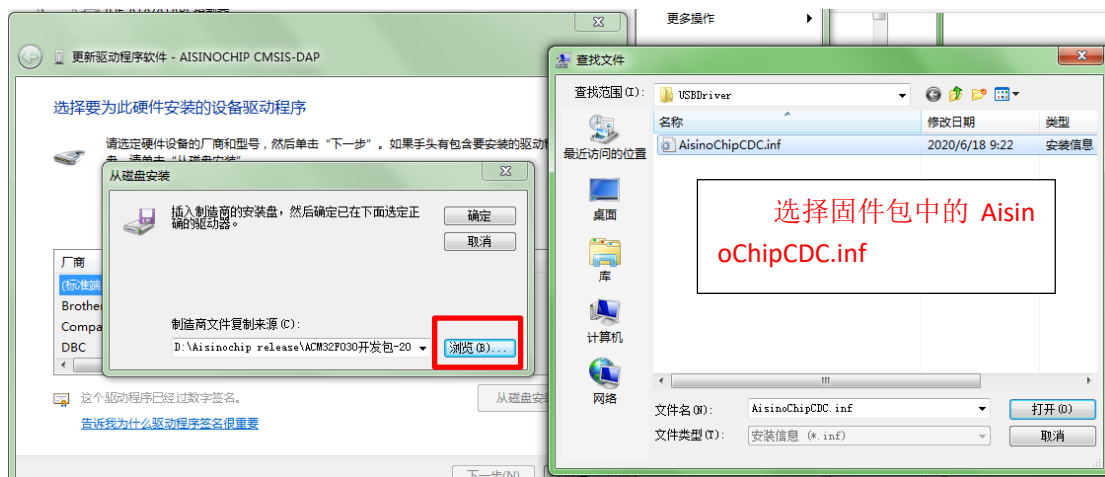 更多操作
更新驱动程序软件 - AISINOCHIP CMSIS-DAP
选择要为此硬件安装的设备驱动程序
请选定硬件设备的厂商和型号，然后单击“下一步”。如果手头有包含要安装的驱动
从磁盘安装
插入制造商的安装盘，然后确定已在下面选定正
确的驱动器。
确定
取消
厂商
(标准端
Brothe
Compa
DBC
制造商文件复制来源(C):
D:\Aisinochip release\ACM32F030开发包-20
浏览(B)...
这个驱动程序已经过数字签名。
从磁盘安
告诉我为什么驱动程序签名很重要
下一步(N)
查找文件
查找范围(I):
USBDriver
名称
修改日期
类型
AisinoChipCDC.inf
2020/6/18 9:22
安装信息
最近访问的位置
桌面
库
计算机
网络
选择固件包中的 Aisin
oChipCDC.inf
文件名(N):
AisinoChipCDC.inf
打开(O)
文件类型(T):
安装信息 (*.inf)
取消